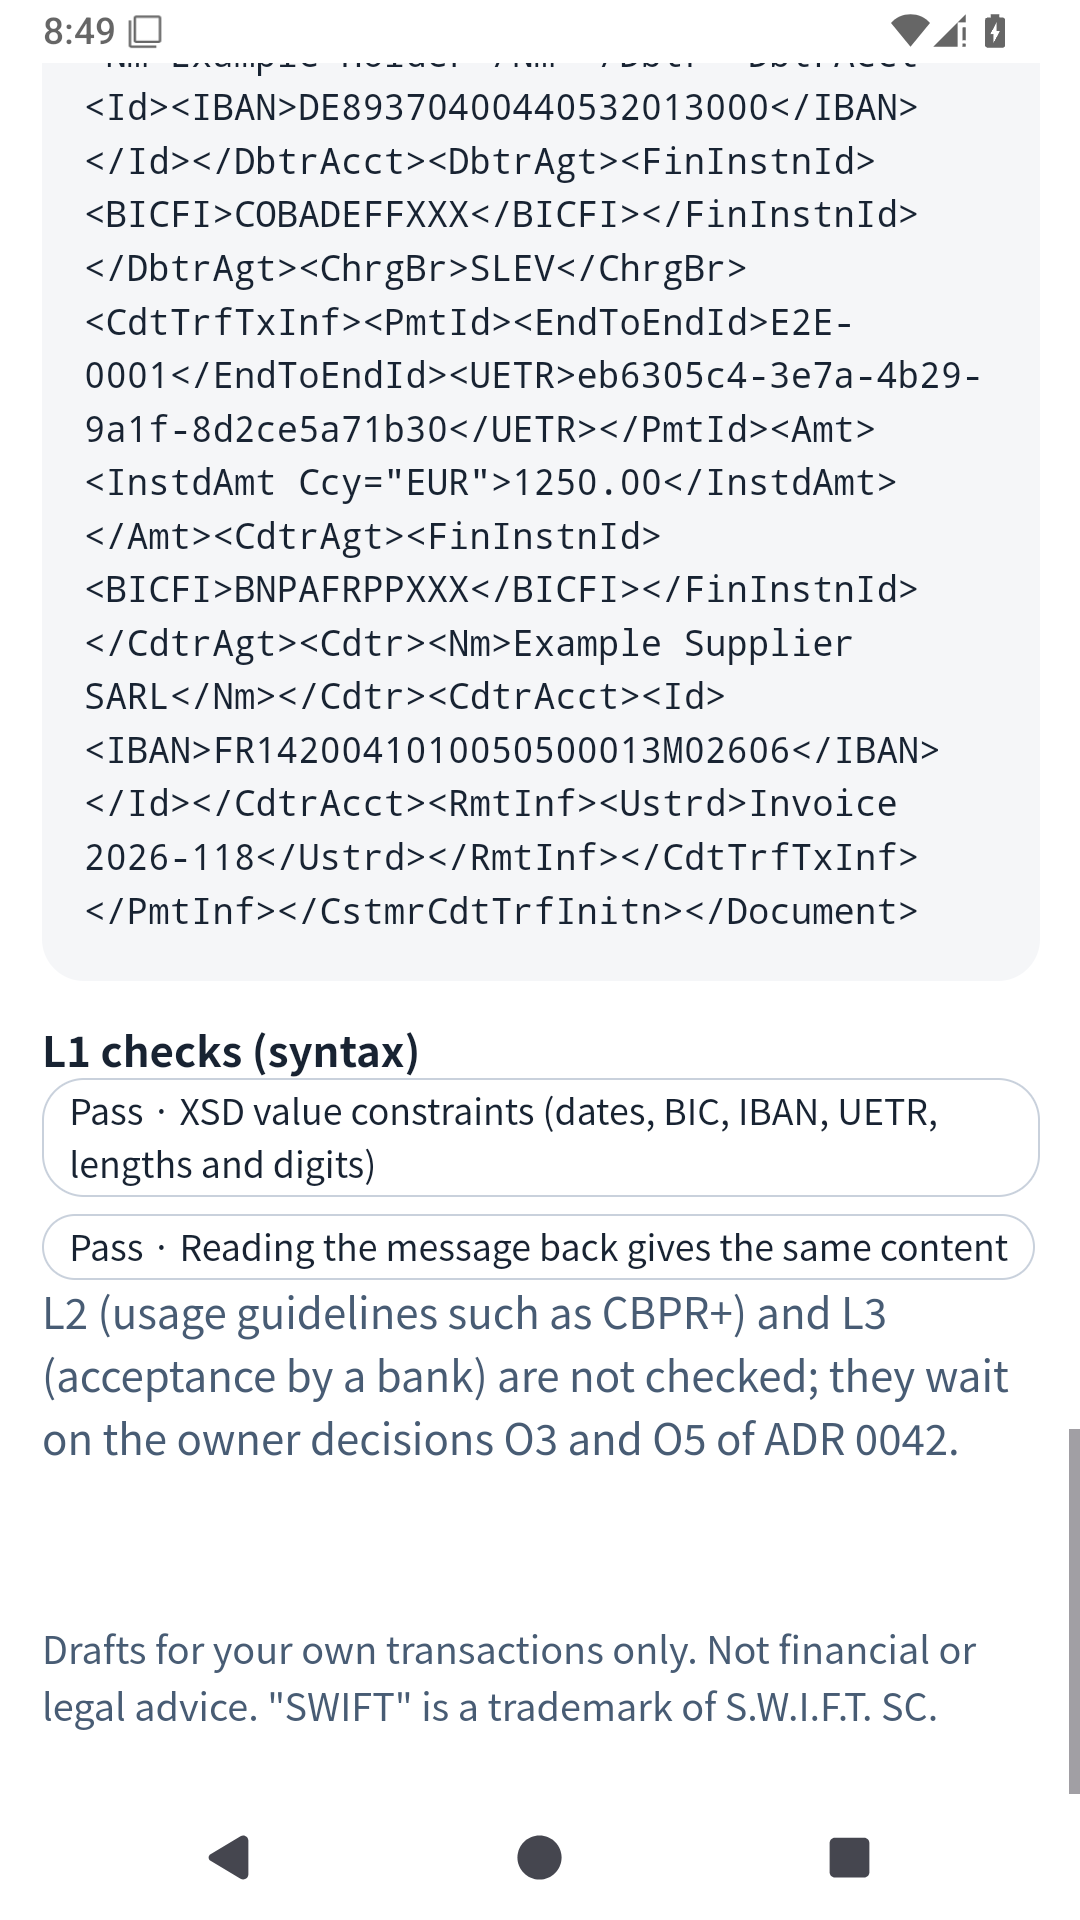 8:49
<Id><IBAN>DE89370400440532013000</IBAN>
</Id></DbtrAcct><DbtrAgt><FinInstnId>
<BICFI>COBADEFFXXX</BICFI></FinInstnId>
</DbtrAgt><ChrgBr>SLEV</ChrgBr>
<CdtTrfTxInf><PmtId><EndToEndId>E2E-
0001</EndToEndId><UETR>eb6305c4-3e7a-4b29-
9a1f-8d2ce5a71b30</UETR></PmtId><Amt>
<InstdAmt Ccy="EUR">1250.00</InstdAmt>
</Amt><CdtrAgt><FinInstnId>
<BICFI>BNPAFRPPXXX</BICFI></FinInstnId>
</CdtrAgt><Cdtr><Nm>Example Supplier
SARL</Nm></Cdtr><CdtrAcct><Id>
<IBAN>FR1420041010050500013M02606</IBAN>
</Id></CdtrAcct><RmtInf><Ustrd>Invoice
2026-118</Ustrd></RmtInf></CdtTrfTxInf>
</PmtInf></CstmrCdtTrfInitn></Document>
L1 checks (syntax)
Pass · XSD value constraints (dates, BIC, IBAN, UETR,
lengths and digits)
Pass · Reading the message back gives the same content
L2 (usage guidelines such as CBPR+) and L3
(acceptance by a bank) are not checked; they wait
on the owner decisions O3 and O5 of ADR 0042.
Drafts for your own transactions only. Not financial or
legal advice. "SWIFT" is a trademark of S.W.I.F.T. SC.